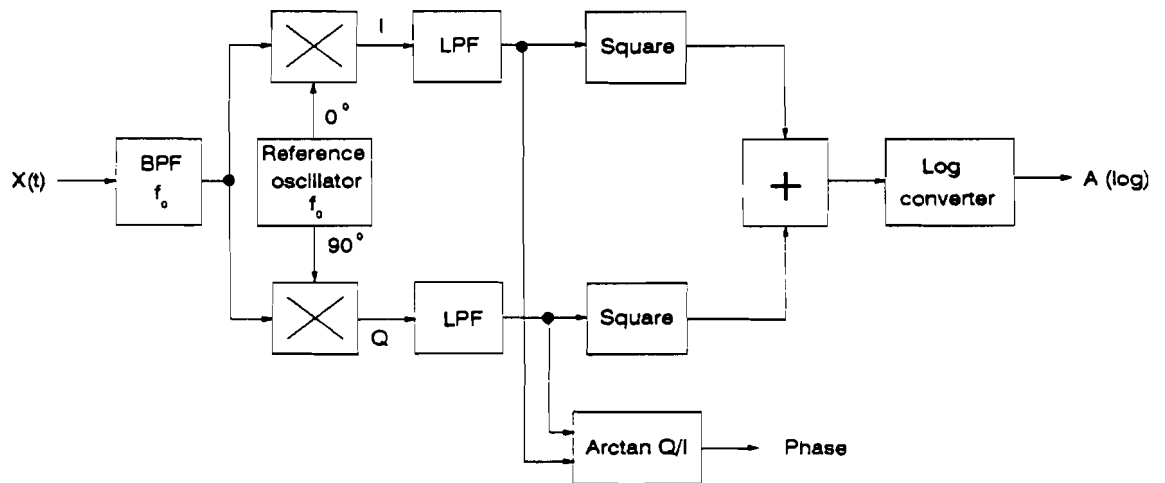 I
LPF
Square
0°
X(t)
BPF
f₀
Reference
oscillator
f₀
+
Log
converter
A (log)
90°
Q
LPF
Square
Arctan Q/I
Phase